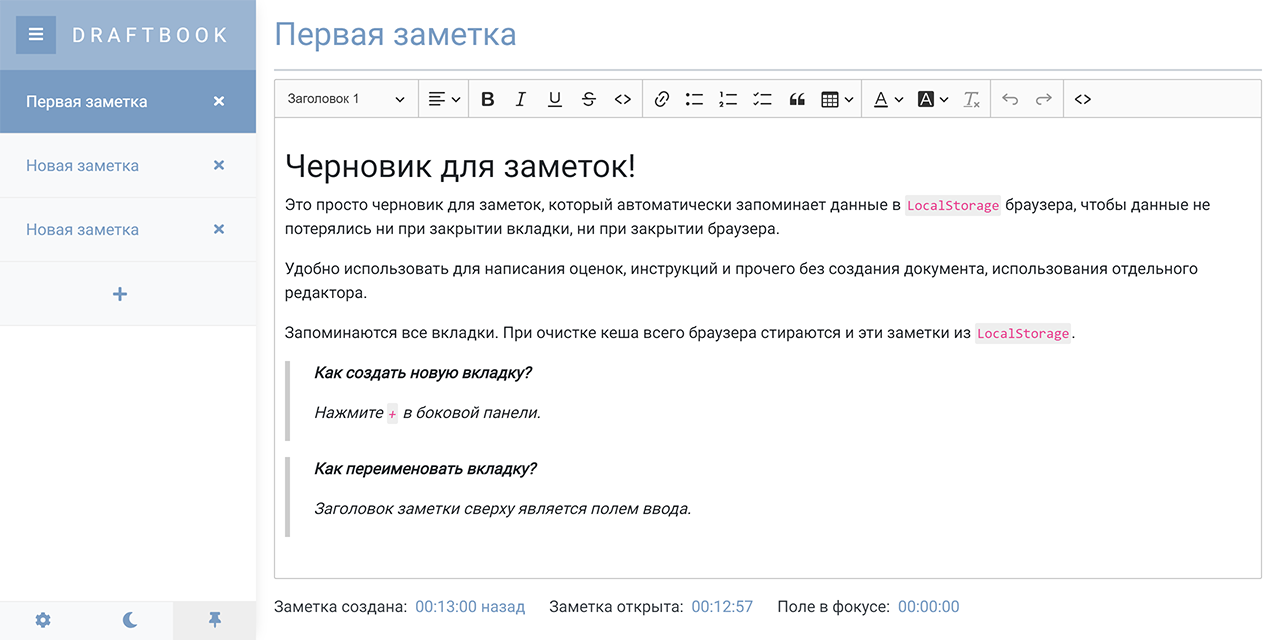 DRAFTBOOK
Первая заметка
Новая заметка
Новая заметка
Первая заметка
Заголовок 1
Черновик для заметок!
Это просто черновик для заметок, который автоматически запоминает данные в LocalStorage браузера, чтобы данные не
потерялись ни при закрытии вкладки, ни при закрытии браузера.
Удобно использовать для написания оценок, инструкций и прочего без создания документа, использования отдельного
редактора.
Запоминаются все вкладки. При очистке кеша всего браузера стираются и эти заметки из LocalStorage.
Как создать новую вкладку?
Нажмите + в боковой панели.
Как переименовать вкладку?
Заголовок заметки сверху является полем ввода.
Заметка создана: 00:13:00 назад Заметка открыта: 00:12:57 Поле в фокусе: 00:00:00